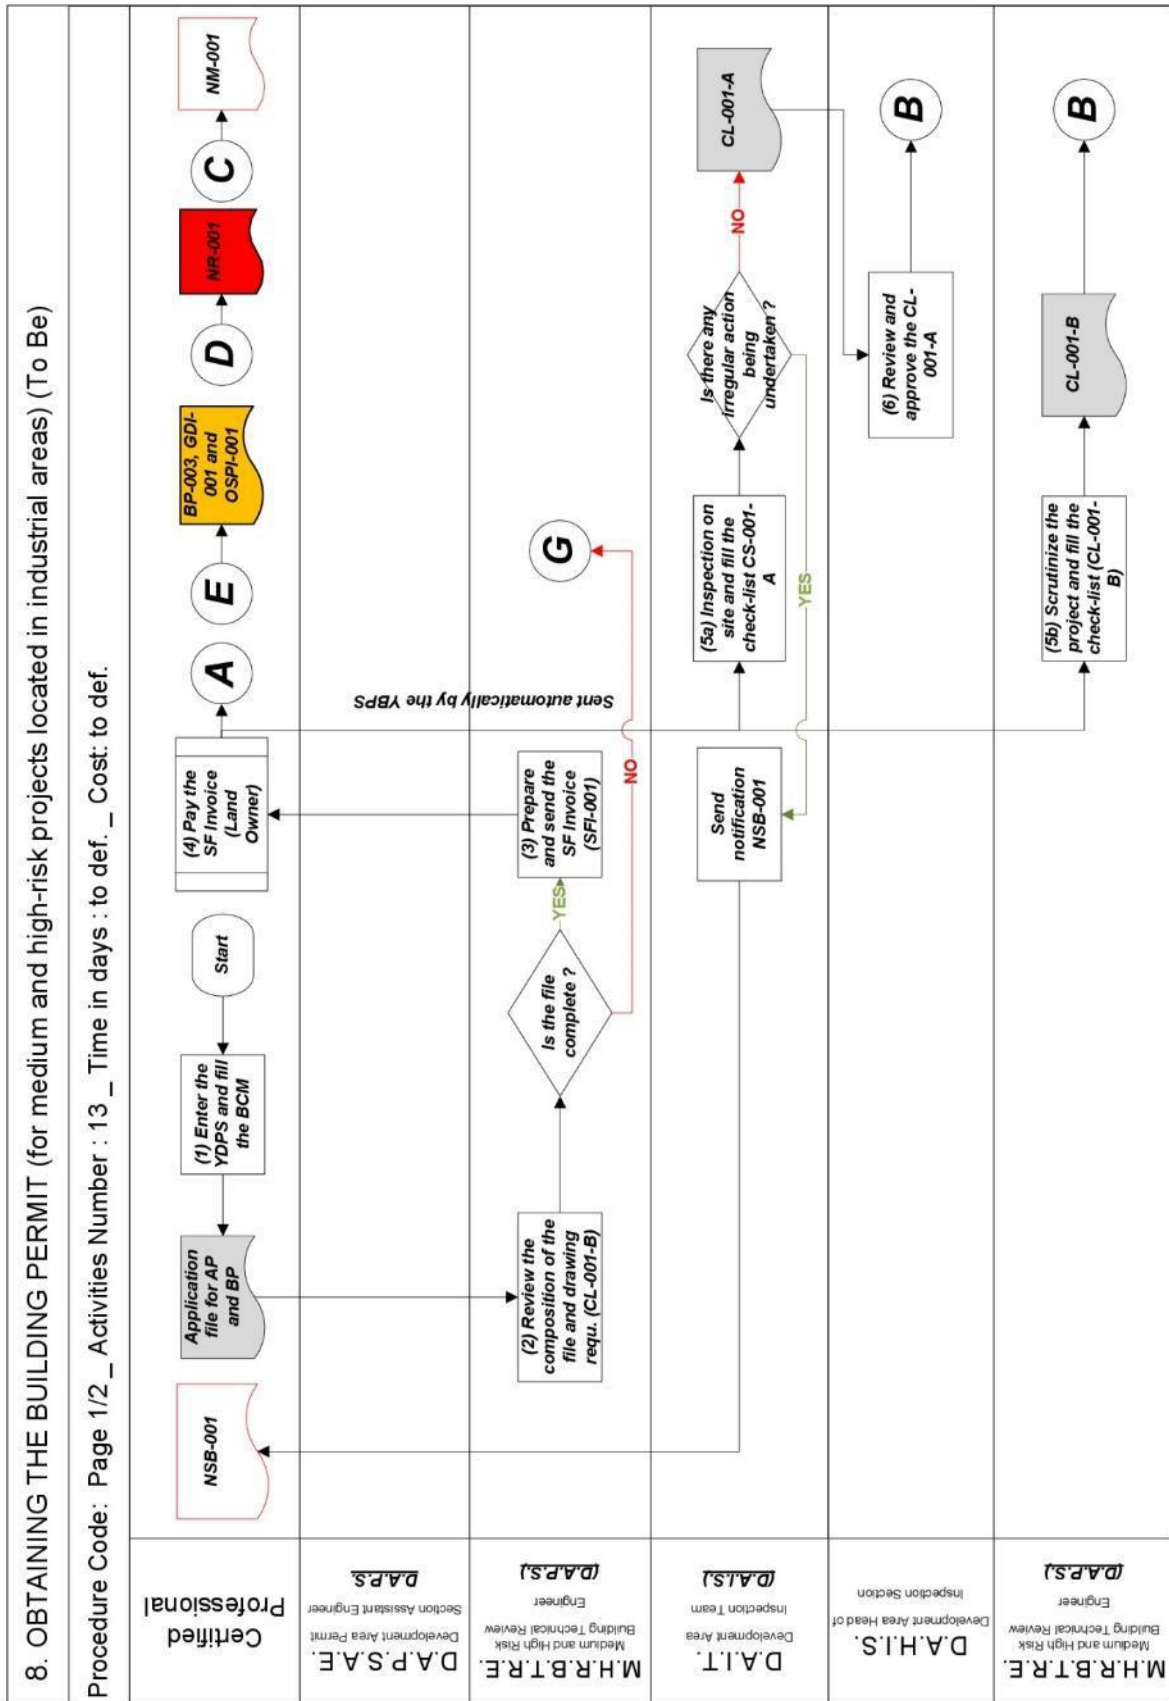 8. OBTAINING THE BUILDING PERMIT (for medium and high-risk projects located in industrial areas) (To Be)
Procedure Code: Page 1/2 _ Activities Number : 13 _ Time in days : to def. _ Cost: to def.
Certified
Professional
NSB-001
Application
file for AP
and BP
(1) Enter the
YDPS and fill
the BCM
Start
(4) Pay the
SF Invoice
(Land
Owner)
A
E
BP-003, GDI-
001 and
OSPI-001
D
NR-001
C
NM-001
D.A.P.S.A.E.
Development Area Permit
Section Assistant Engineer
D.A.P.S.
M.H.R.B.T.R.E.
Medium and High Risk
Building Technical Review
Engineer
(D.A.P.S.)
(2) Review the
composition of the
file and drawing
requ. (CL-001-B)
Is the file
complete ?
YES
NO
(3) Prepare
and send the
SF Invoice
(SFI-001)
Sent automatically by the YBPS
G
D.A.I.T.
Development Area
Inspection Team
(D.A.I.S.)
Send
notification
NSB-001
(5a) Inspection on
site and fill the
check-list CS-001-
A
YES
Is there any
irregular action
being
undertaken ?
NO
CL-001-A
D.A.H.I.S.
Development Area Head of
Inspection Section
(6) Review and
approve the CL-
001-A
B
M.H.R.B.T.R.E.
Medium and High Risk
Building Technical Review
Engineer
(D.A.P.S.)
(5b) Scrutinize the
project and fill the
check-list (CL-001-
B)
CL-001-B
B